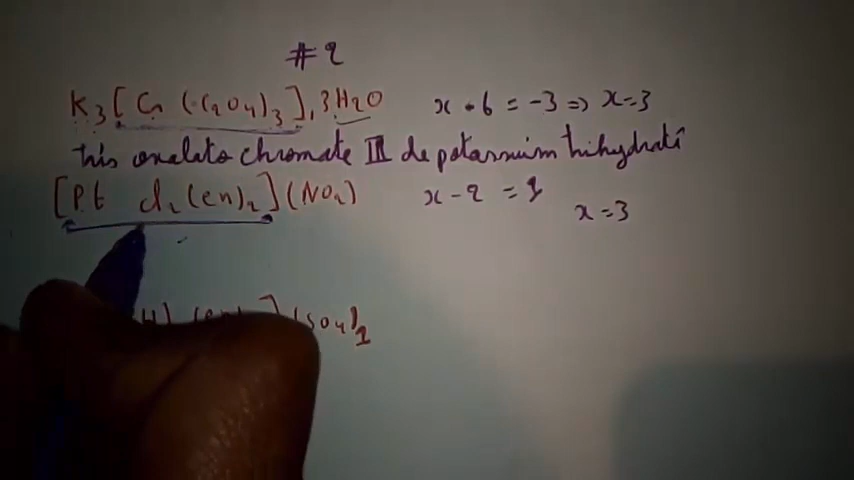 # 2
K3[Cr (C2O4)3], 3H2O x - 6 = -3 => x=3
tris oxalato chromate III de potassium trihydraté
[Pt cl2(en)2](NO2) x - 2 = 1
x = 3
](SO4)2